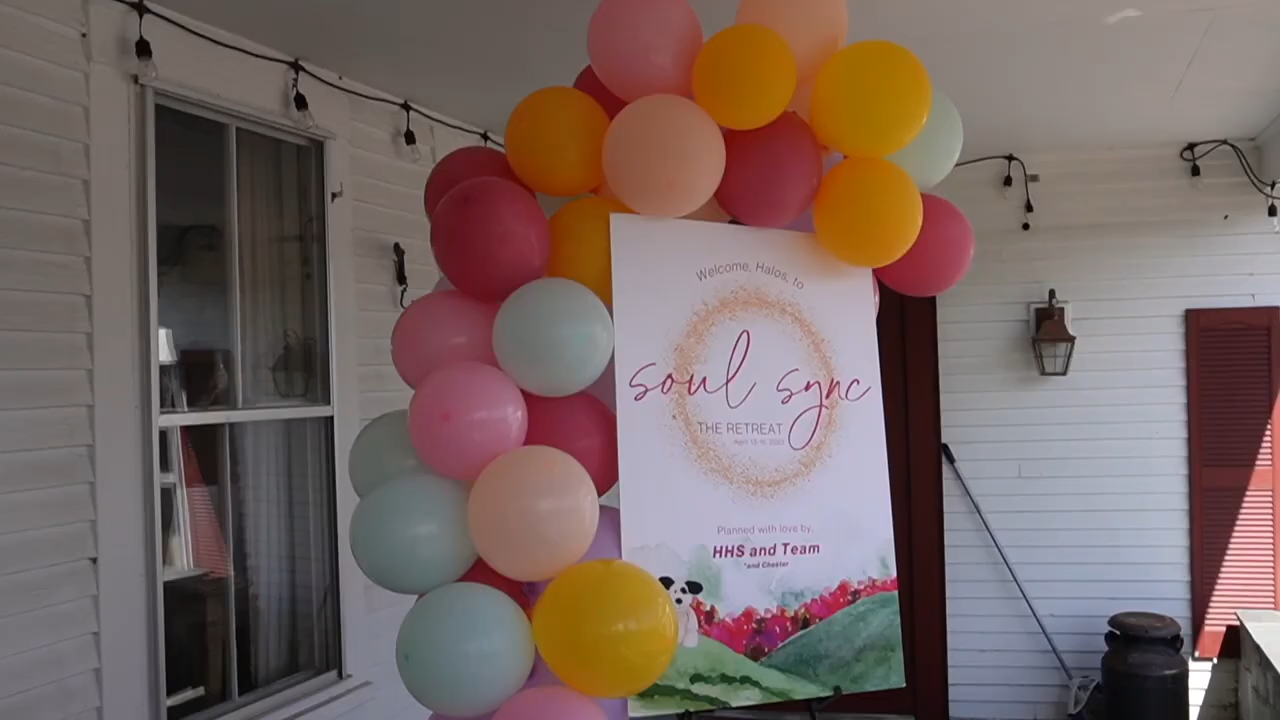 Welcome, Halos, to
soul sync
THE RETREAT
Planned with love by,
HHS and Team
*and Chester